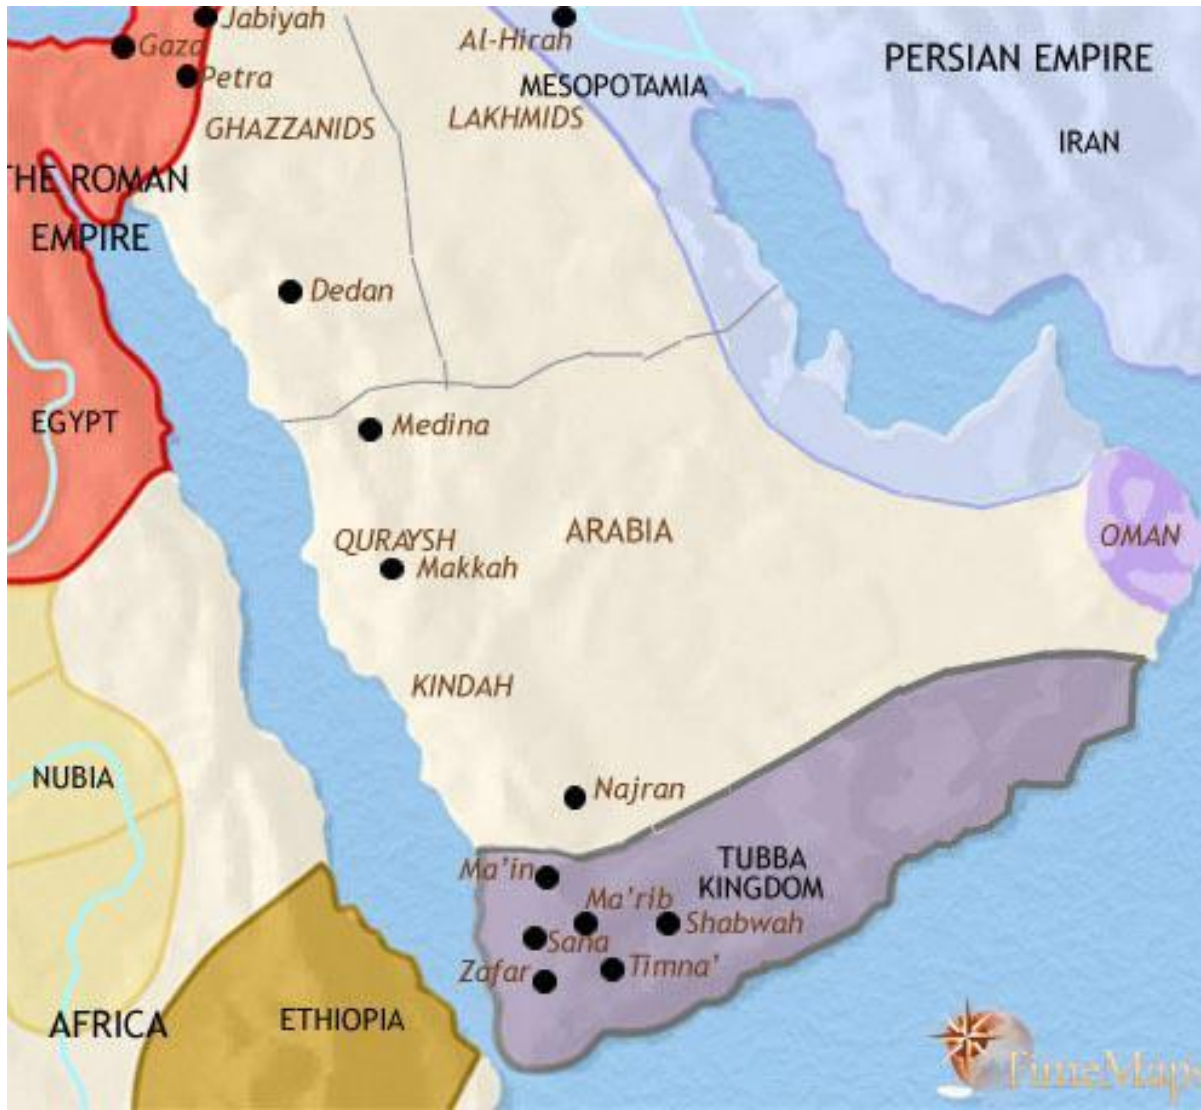 Jabiyah
Gaza
Al-Hirah
PERSIAN EMPIRE
Petra
MESOPOTAMIA
GHAZZANIDS
LAKHMIDS
IRAN
THE ROMAN
EMPIRE
Dedan
EGYPT
Medina
QURAYSH
ARABIA
OMAN
Makkah
KINDAH
NUBIA
Najran
TUBBA
KINGDOM
Ma'in
Ma'rib
Shabwah
Sana
Zafar
Timna'
AFRICA
ETHIOPIA
TimeMaps